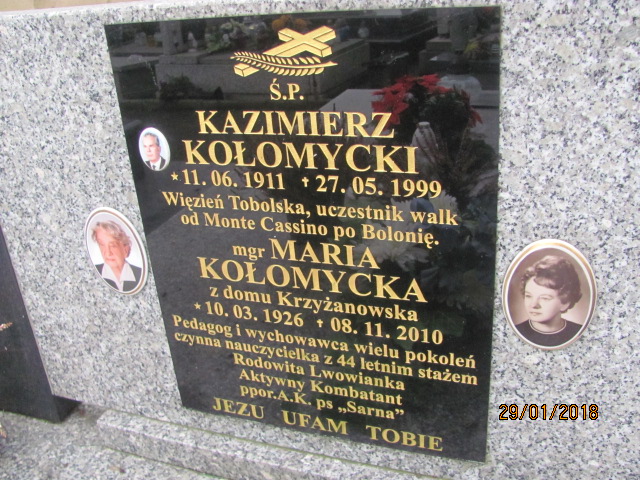 Ś.P.
KAZIMIERZ
KOŁOMYCKI
* 11. 06. 1911 † 27. 05. 1999
Więzień Tobolska, uczestnik walk
od Monte Cassino po Bolonię.
mgr MARIA
KOŁOMYCKA
z domu Krzyżanowska
* 10. 03. 1926 † 08. 11. 2010
Pedagog i wychowawca wielu pokoleń
czynna nauczycielka z 44 letnim stażem
Rodowita Lwowianka
Aktywny Kombatant
ppor.A.K. ps „Sarna”
JEZU UFAM TOBIE
29/01/2018